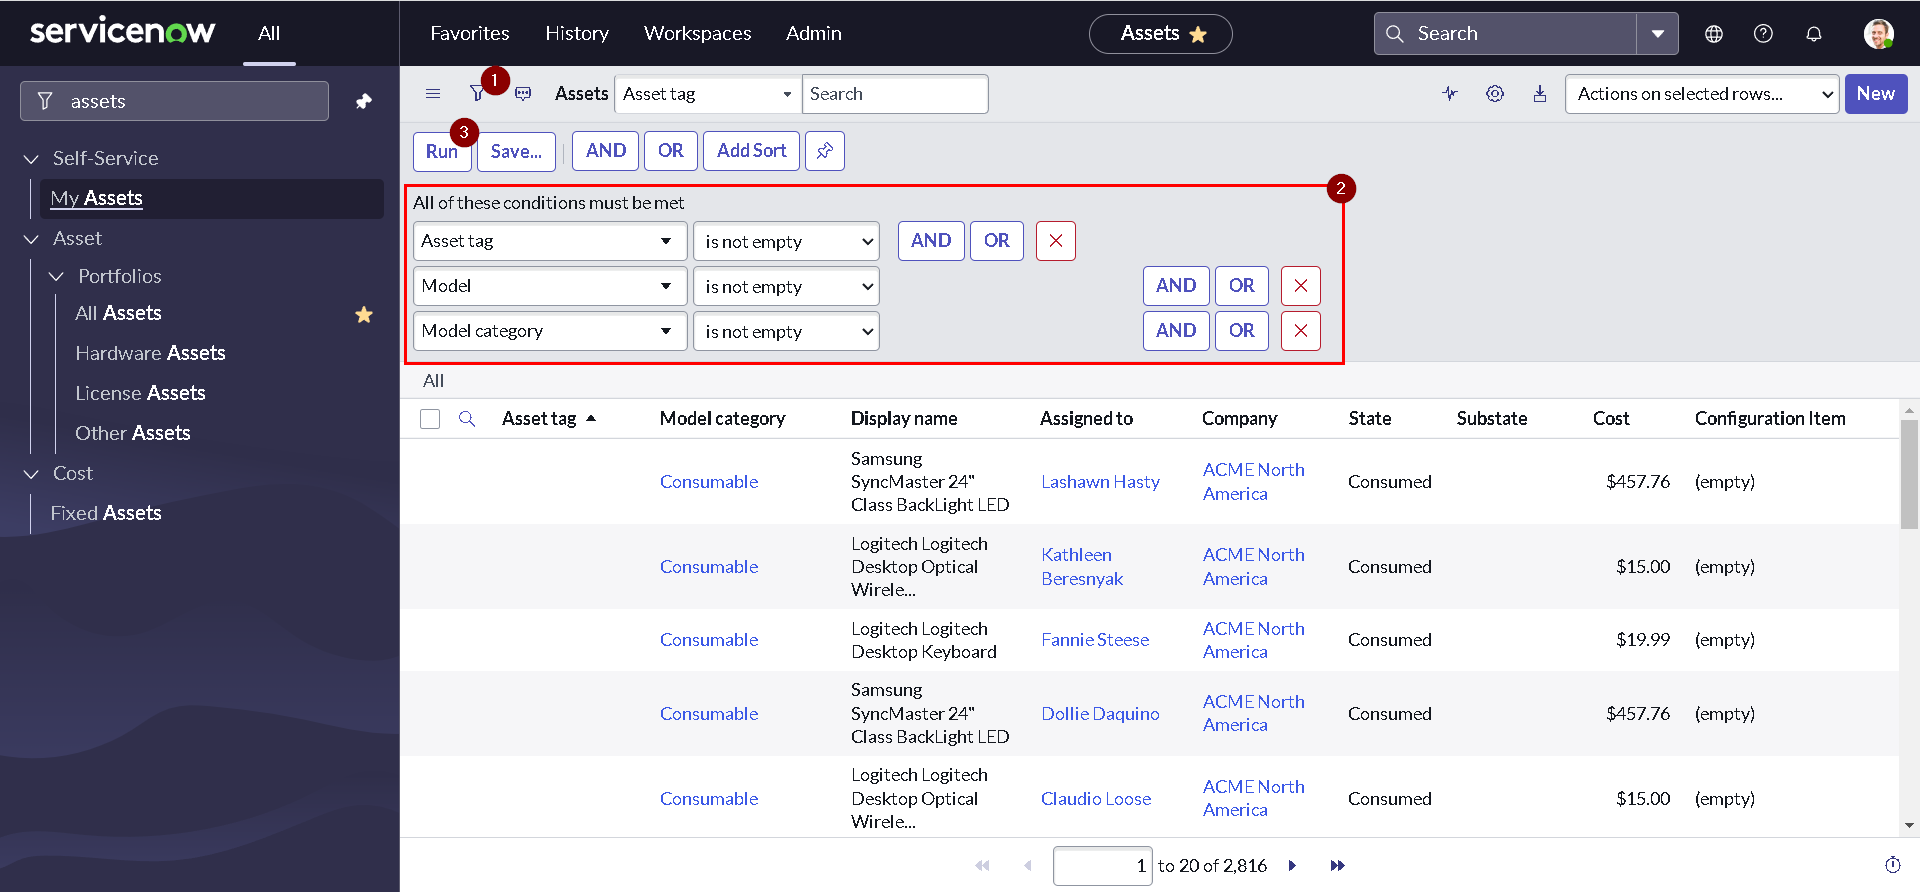 servicenow
All
Favorites
History
Workspaces
Admin
Assets
Search
assets
Self-Service
My Assets
Asset
Portfolios
All Assets
Hardware Assets
License Assets
Other Assets
Cost
Fixed Assets
1
Assets
Asset tag
Search
Actions on selected rows...
New
Run
3
Save...
AND
OR
Add Sort
2
All of these conditions must be met
Asset tag is not empty AND OR
Model is not empty AND OR
Model category is not empty AND OR
All
Asset tag Model category Display name Assigned to Company State Substate Cost Configuration Item
Consumable
Samsung
SyncMaster 24"
Class BackLight LED
Lashawn Hasty
ACME North
America
Consumed
$457.76
(empty)
Consumable
Logitech Logitech
Desktop Optical
Wirele...
Kathleen
Beresnyak
ACME North
America
Consumed
$15.00
(empty)
Consumable
Logitech Logitech
Desktop Keyboard
Fannie Steese
ACME North
America
Consumed
$19.99
(empty)
Consumable
Samsung
SyncMaster 24"
Class BackLight LED
Dollie Daquino
ACME North
America
Consumed
$457.76
(empty)
Consumable
Logitech Logitech
Desktop Optical
Wirele...
Claudio Loose
ACME North
America
Consumed
$15.00
(empty)
1 to 20 of 2,816